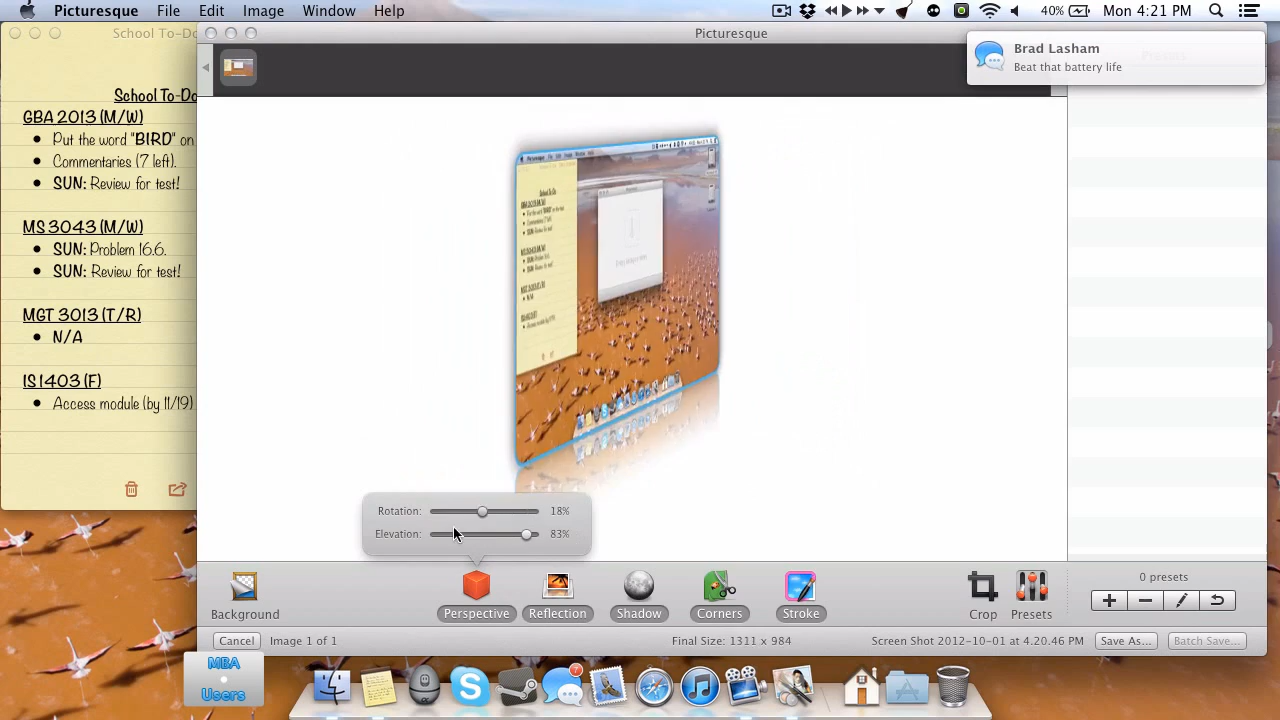 Picturesque File Edit Image Window Help 40% Mon 4:21 PM
School To-Do
Picturesque
Brad Lasham
Beat that battery life
School To-Do
GBA 2013 (M/W)
Put the word "BIRD" on
Commentaries (7 left).
SUN: Review for test!
MS 3043 (M/W)
SUN: Problem 16.6.
SUN: Review for test!
MGT 3013 (T/R)
N/A
IS 1403 (F)
Access module (by 11/19)
Rotation: 18%
Elevation: 83%
0 presets
Background Perspective Reflection Shadow Corners Stroke Crop Presets
Cancel Image 1 of 1 Final Size: 1311 x 984 Screen Shot 2012-10-01 at 4.20.46 PM Save As... Batch Save...
MBA
Users